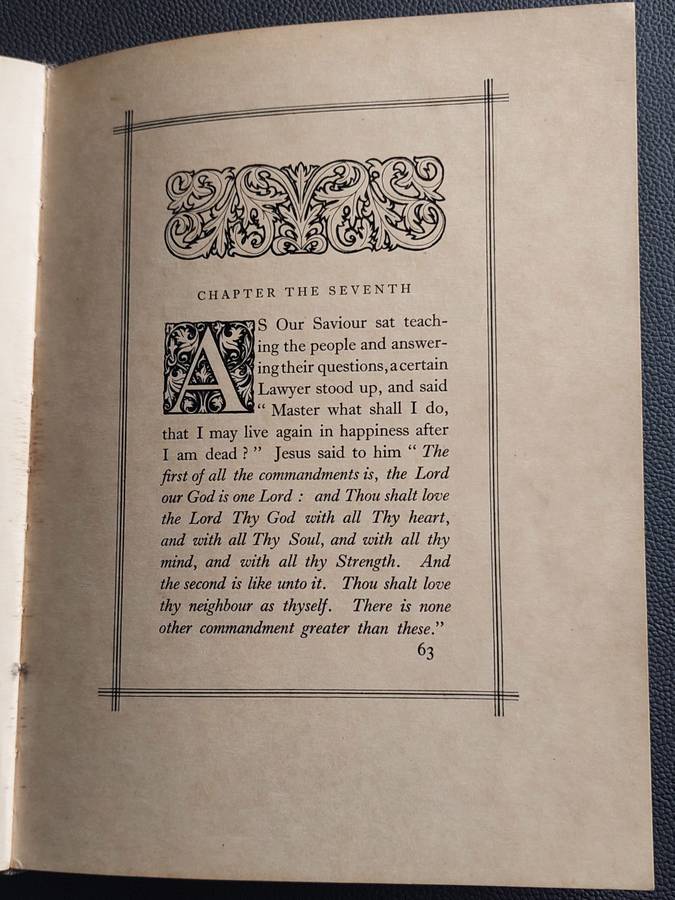 CHAPTER THE SEVENTH
AS Our Saviour sat teach-
ing the people and answer-
ing their questions, a certain
Lawyer stood up, and said
“ Master what shall I do,
that I may live again in happiness after
I am dead ? ” Jesus said to him “ The
first of all the commandments is, the Lord
our God is one Lord : and Thou shalt love
the Lord Thy God with all Thy heart,
and with all Thy Soul, and with all thy
mind, and with all thy Strength. And
the second is like unto it. Thou shalt love
thy neighbour as thyself. There is none
other commandment greater than these.”
63